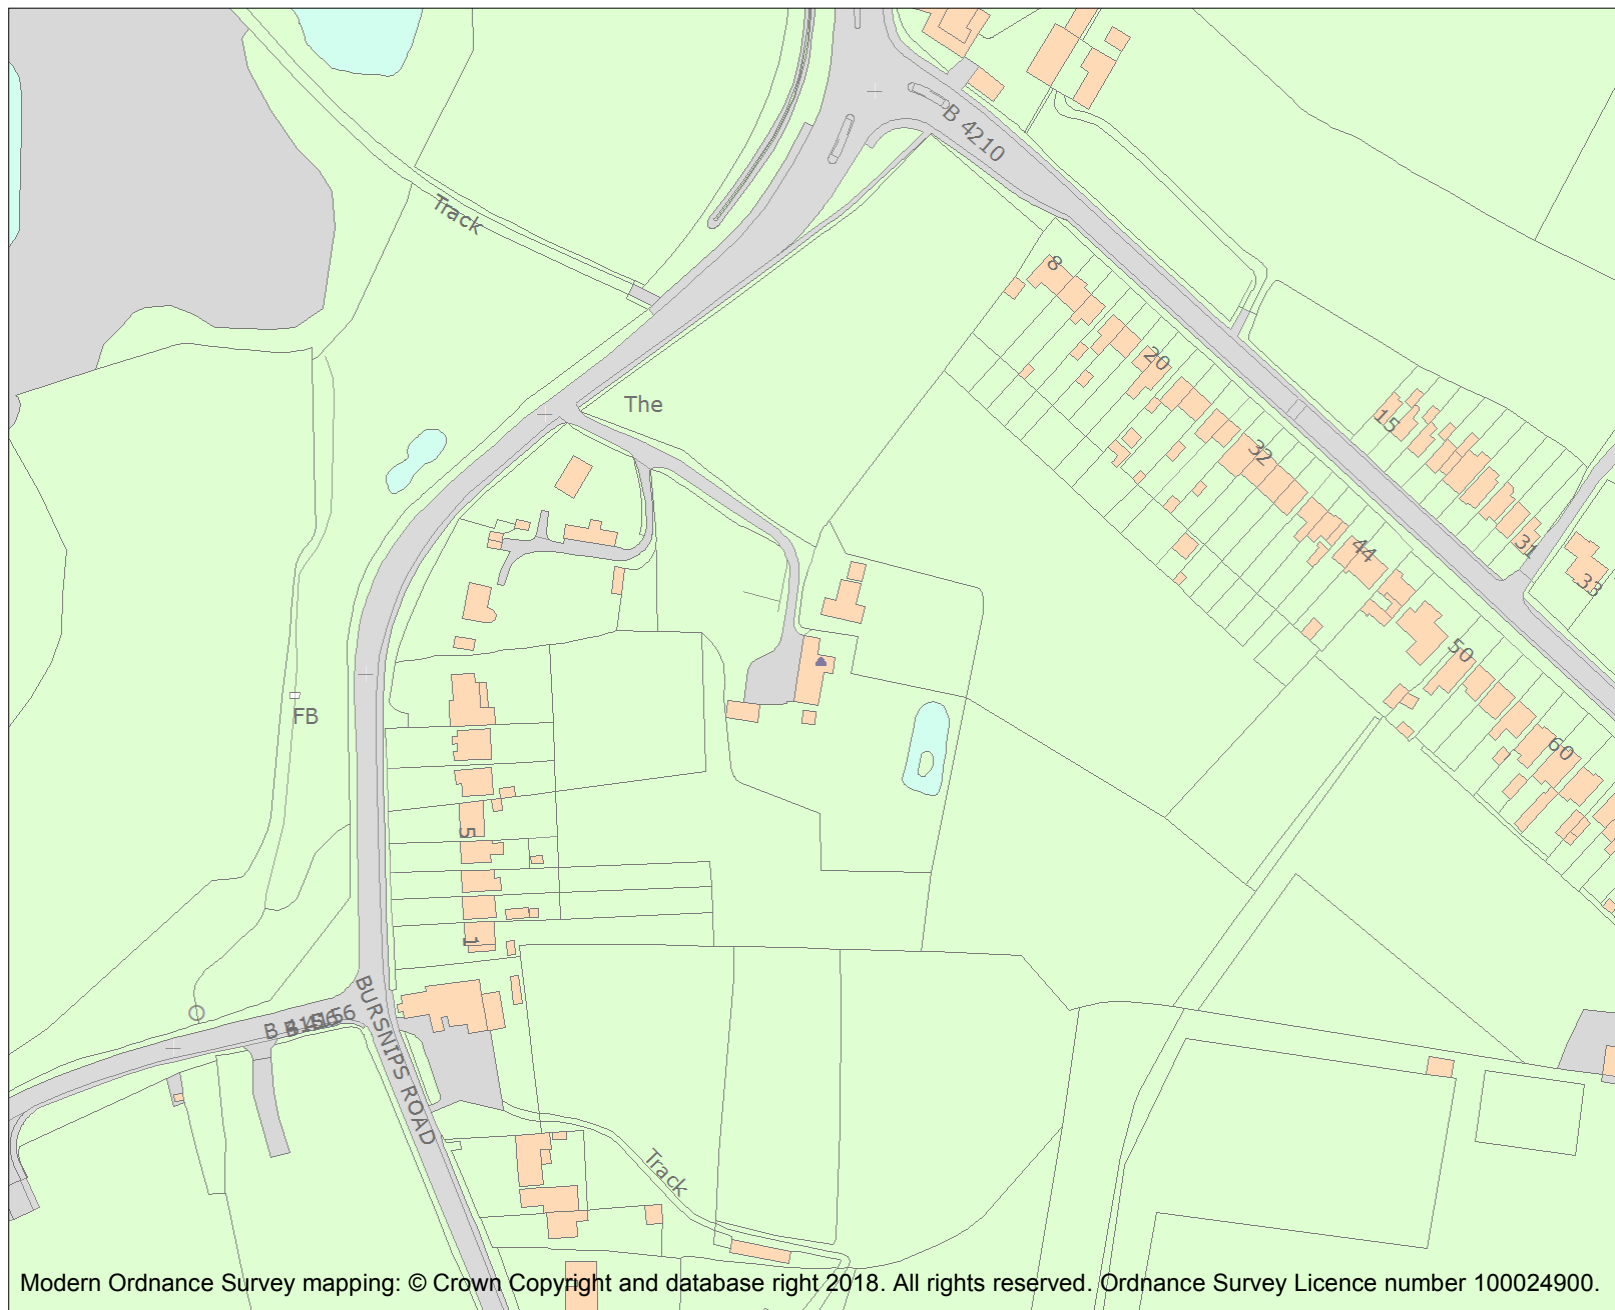 B 4210
Track
8
20
The
15
32
31
44
33
50
FB
60
5
1
BURSNIPS ROAD
B 4156
Track
Modern Ordnance Survey mapping: © Crown Copyright and database right 2018. All rights reserved. Ordnance Survey Licence number 100024900.